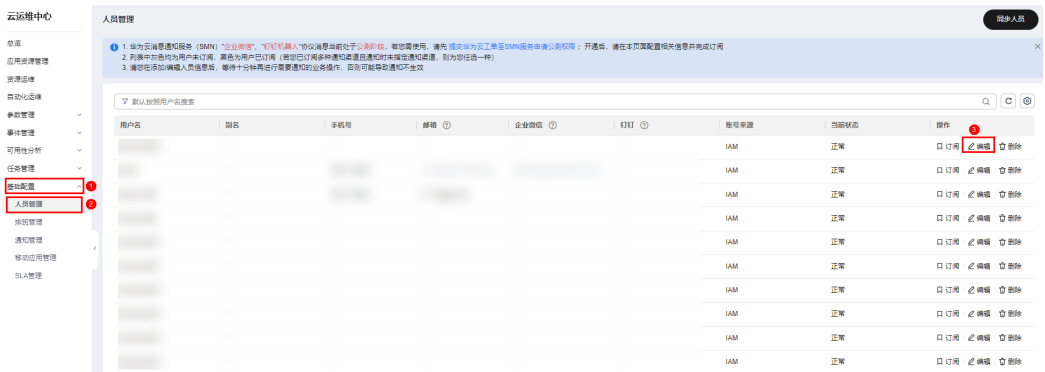 云运维中心
总览
应用资源管理
资源运维
自动化运维
参数管理
事件管理
可用性分析
任务管理
基础配置
1
人员管理
2
排班管理
通知管理
移动应用管理
SLA管理
人员管理
同步人员
1. 华为云消息通知服务（SMN）"企业微信"、"钉钉机器人"协议消息当前处于公测阶段，若您需使用，请先 提交华为云工单至SMN服务申请公测权限 ；开通后，请在本页面配置相关信息并完成订阅
2. 列表中灰色均为用户未订阅，黑色为用户已订阅（若您已订阅多种通知渠道且通知时未指定通知渠道，则为您任选一种）
3. 请您在添加/编辑人员信息后，等待十分钟再进行需要通知的业务操作，否则可能导致通知不生效
默认按照用户名搜索
用户名 别名 手机号 邮箱 企业微信 钉钉 账号来源 当前状态 操作
3
IAM 正常 订阅 编辑 删除
IAM 正常 订阅 编辑 删除
IAM 正常 订阅 编辑 删除
IAM 正常 订阅 编辑 删除
IAM 正常 订阅 编辑 删除
IAM 正常 订阅 编辑 删除
IAM 正常 订阅 编辑 删除
IAM 正常 订阅 编辑 删除
IAM 正常 订阅 编辑 删除
IAM 正常 订阅 编辑 删除